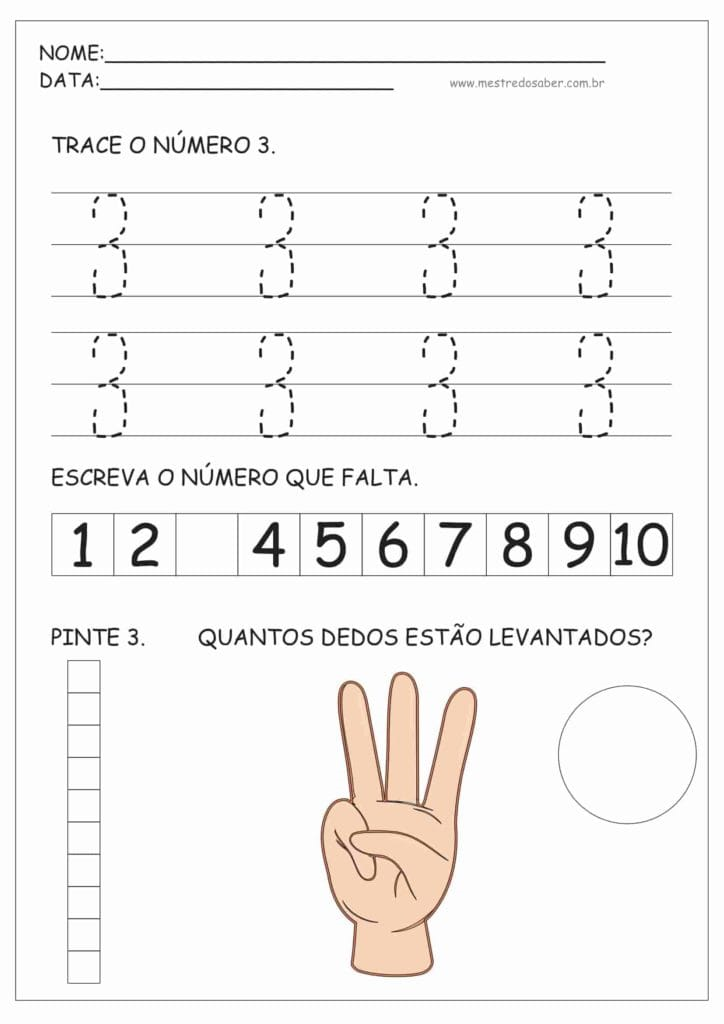 NOME:
DATA:
www.mestredosaber.com.br
TRACE O NÚMERO 3.
3 3 3 3
3 3 3 3
ESCREVA O NÚMERO QUE FALTA.
1 2 4 5 6 7 8 9 10
PINTE 3.
QUANTOS DEDOS ESTÃO LEVANTADOS?